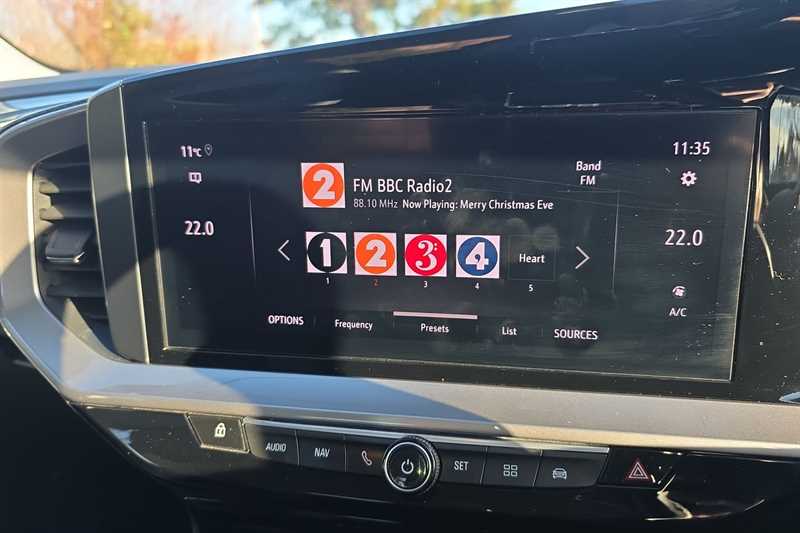 11°C
11:35
2
FM BBC Radio2
Band
FM
88.10 MHz Now Playing: Merry Christmas Eve
22.0
22.0
1 2 3: 4 Heart
1 2 3 4 5
A/C
OPTIONS Frequency Presets List SOURCES
AUDIO NAV SET